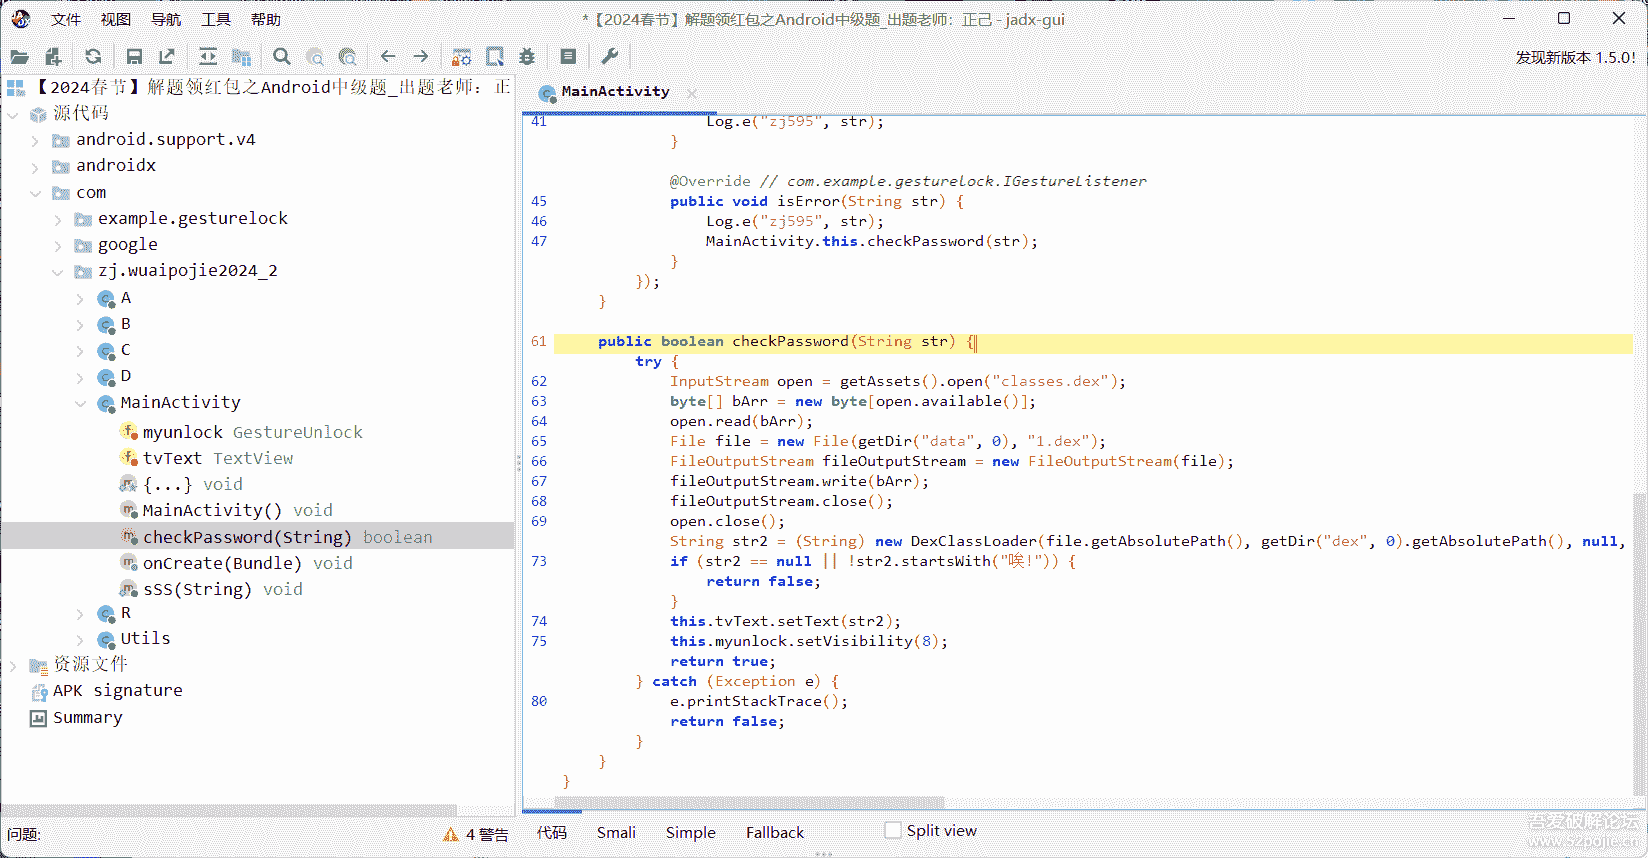 文件 视图 导航 工具 帮助
*【2024春节】解题领红包之Android中级题_出题老师：正己 - jadx-gui
发现新版本 1.5.0!
【2024春节】解题领红包之Android中级题_出题老师：正
源代码
android.support.v4
androidx
com
example.gesturelock
google
zj.wuaipojie2024_2
A
B
C
D
MainActivity
myunlock GestureUnlock
tvText TextView
{...} void
MainActivity() void
checkPassword(String) boolean
onCreate(Bundle) void
sSS(String) void
R
Utils
资源文件
APK signature
Summary
问题:
4 警告
MainActivity
41 Log.e("zj595", str);
}
@Override // com.example.gesturelock.IGestureListener
45 public void isError(String str) {
46 Log.e("zj595", str);
47 MainActivity.this.checkPassword(str);
}
});
}
61 public boolean checkPassword(String str) {
try {
62 InputStream open = getAssets().open("classes.dex");
63 byte[] bArr = new byte[open.available()];
64 open.read(bArr);
65 File file = new File(getDir("data", 0), "1.dex");
66 FileOutputStream fileOutputStream = new FileOutputStream(file);
67 fileOutputStream.write(bArr);
68 fileOutputStream.close();
69 open.close();
String str2 = (String) new DexClassLoader(file.getAbsolutePath(), getDir("dex", 0).getAbsolutePath(), null,
73 if (str2 == null || !str2.startsWith("唉!")) {
return false;
}
74 this.tvText.setText(str2);
75 this.myunlock.setVisibility(8);
return true;
} catch (Exception e) {
80 e.printStackTrace();
return false;
}
}
}
代码 Smali Simple Fallback Split view
吾爱破解论坛
www.52pojie.cn